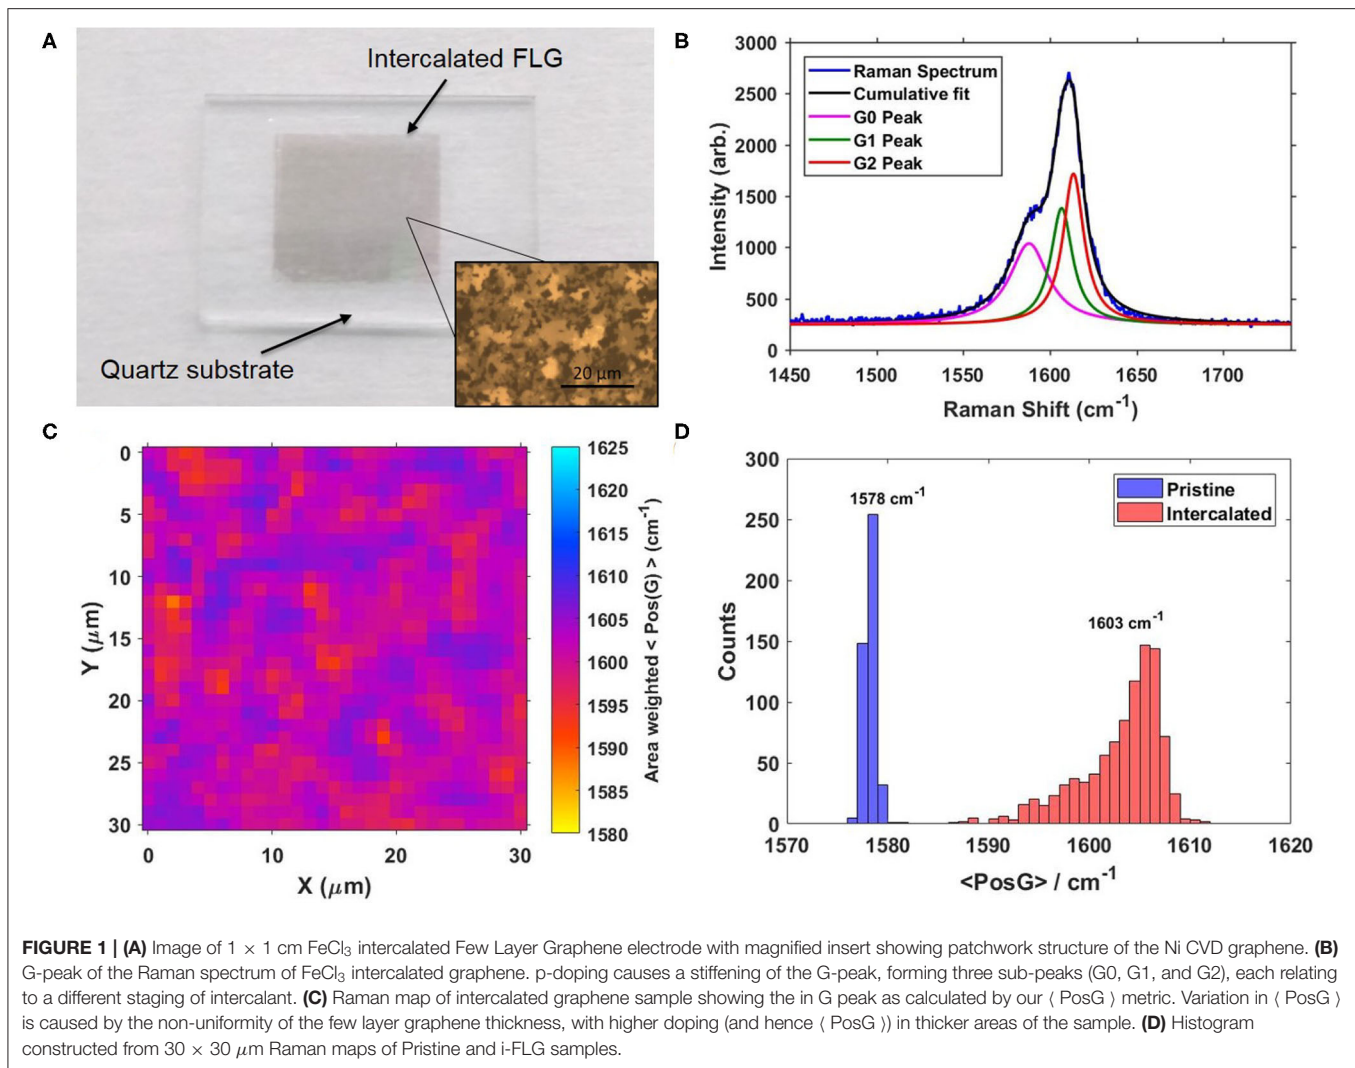 A
Intercalated FLG
Quartz substrate
20 μm
B
3000
2500
2000
1500
1000
500
0
Intensity (arb.)
Raman Spectrum
Cumulative fit
G0 Peak
G1 Peak
G2 Peak
1450 1500 1550 1600 1650 1700
Raman Shift (cm-1)
C
0
5
10
15
20
25
30
Y (μm)
0 10 20 30
X (μm)
1625
1620
1615
1610
1605
1600
1595
1590
1585
1580
Area weighted < Pos(G) > (cm-1)
D
300
250
200
150
100
50
0
Counts
1578 cm-1
1603 cm-1
Pristine
Intercalated
1570 1580 1590 1600 1610 1620
<PosG> / cm-1
FIGURE 1 | (A) Image of 1 × 1 cm FeCl3 intercalated Few Layer Graphene electrode with magnified insert showing patchwork structure of the Ni CVD graphene. (B)
G-peak of the Raman spectrum of FeCl3 intercalated graphene. p-doping causes a stiffening of the G-peak, forming three sub-peaks (G0, G1, and G2), each relating
to a different staging of intercalant. (C) Raman map of intercalated graphene sample showing the in G peak as calculated by our ⟨ PosG ⟩ metric. Variation in ⟨ PosG ⟩
is caused by the non-uniformity of the few layer graphene thickness, with higher doping (and hence ⟨ PosG ⟩) in thicker areas of the sample. (D) Histogram
constructed from 30 × 30 μm Raman maps of Pristine and i-FLG samples.